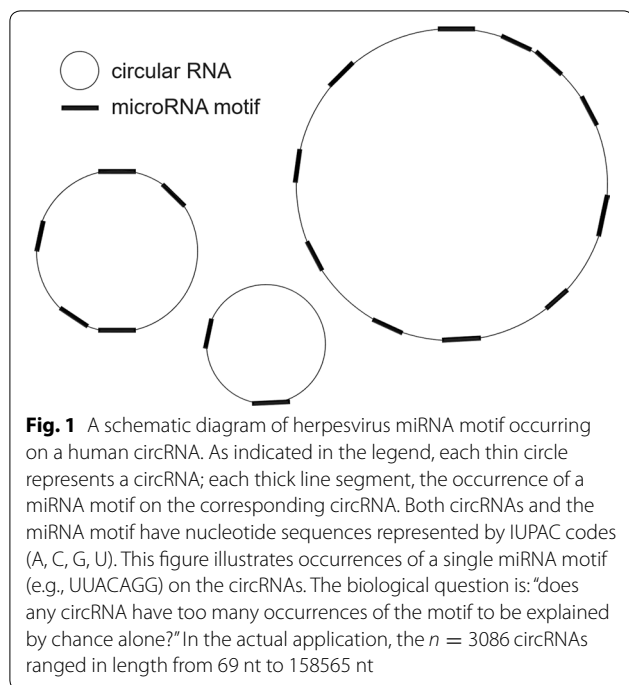 circular RNA
microRNA motif
Fig. 1 A schematic diagram of herpesvirus miRNA motif occurring
on a human circRNA. As indicated in the legend, each thin circle
represents a circRNA; each thick line segment, the occurrence of a
miRNA motif on the corresponding circRNA. Both circRNAs and the
miRNA motif have nucleotide sequences represented by IUPAC codes
(A, C, G, U). This figure illustrates occurrences of a single miRNA motif
(e.g., UUACAGG) on the circRNAs. The biological question is: “does
any circRNA have too many occurrences of the motif to be explained
by chance alone?” In the actual application, the n = 3086 circRNAs
ranged in length from 69 nt to 158565 nt